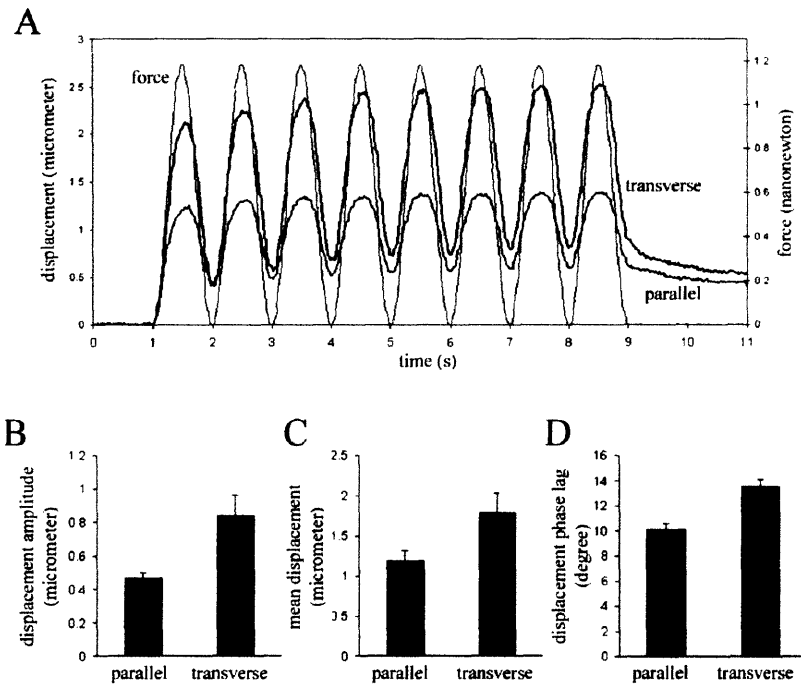 A
3
2.5
2
1.5
1
0.5
0
displacement (micrometer)
force
transverse
parallel
1.2
1
0.8
0.6
0.4
0.2
0
force (nanonewton)
0 1 2 3 4 5 6 7 8 9 10 11
time (s)
B
1 2
1
0.8
0.6
0.4
0.2
0
displacement amplitude
(micrometer)
parallel transverse
C
2.5
2
1.5
1
0.5
0
mean displacement
(micrometer)
parallel transverse
D
16
14
12
10
8
6
4
2
0
displacement phase lag
(degree)
parallel transverse